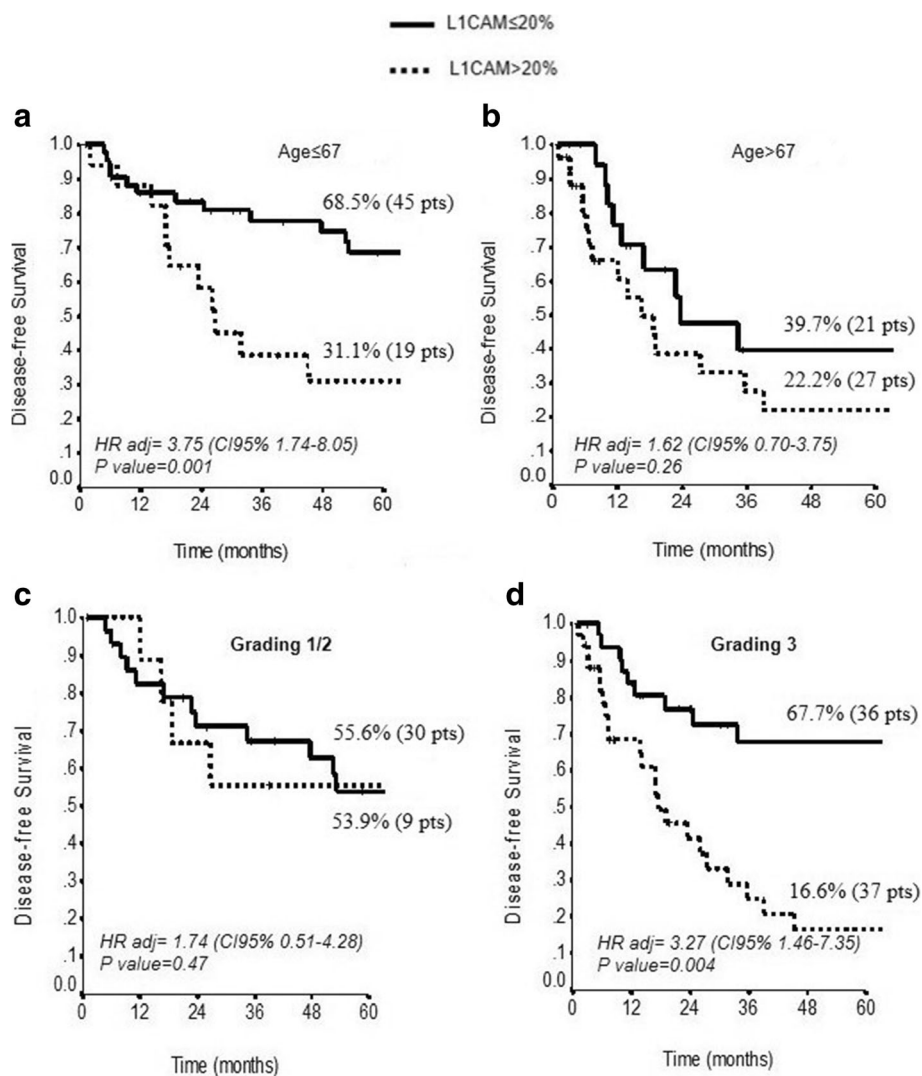 L1CAM≤20%
L1CAM>20%
a
Age≤67
1.0
.9
.8
.7
.6
.5
.4
.3
.2
.1
0.0
Disease-free Survival
68.5% (45 pts)
31.1% (19 pts)
HR adj= 3.75 (CI95% 1.74-8.05)
P value=0.001
0 12 24 36 48 60
Time (months)
b
Age>67
1.0
.9
.8
.7
.6
.5
.4
.3
.2
.1
0.0
Disease-free Survival
39.7% (21 pts)
22.2% (27 pts)
HR adj= 1.62 (CI95% 0.70-3.75)
P value=0.26
0 12 24 36 48 60
Time (months)
c
Grading 1/2
1.0
.9
.8
.7
.6
.5
.4
.3
.2
.1
0.0
Disease-free Survival
55.6% (30 pts)
53.9% (9 pts)
HR adj= 1.74 (CI95% 0.51-4.28)
P value=0.47
0 12 24 36 48 60
Time (months)
d
Grading 3
1.0
.9
.8
.7
.6
.5
.4
.3
.2
.1
0.0
Disease-free Survival
67.7% (36 pts)
16.6% (37 pts)
HR adj= 3.27 (CI95% 1.46-7.35)
P value=0.004
0 12 24 36 48 60
Time (months)